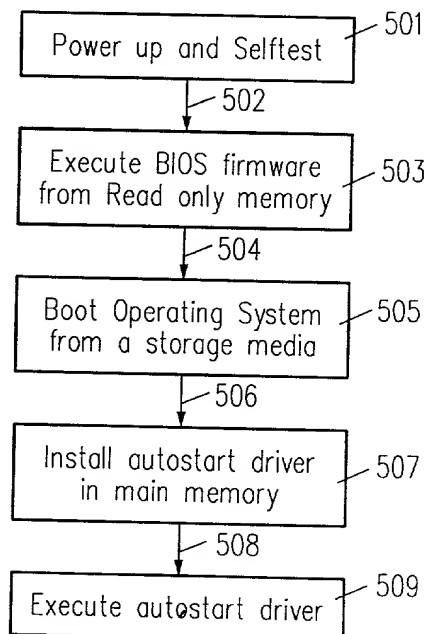 Power up and Selftest
501
502
Execute BIOS firmware
from Read only memory
503
504
Boot Operating System
from a storage media
505
506
Install autostart driver
in main memory
507
508
Execute autostart driver
509